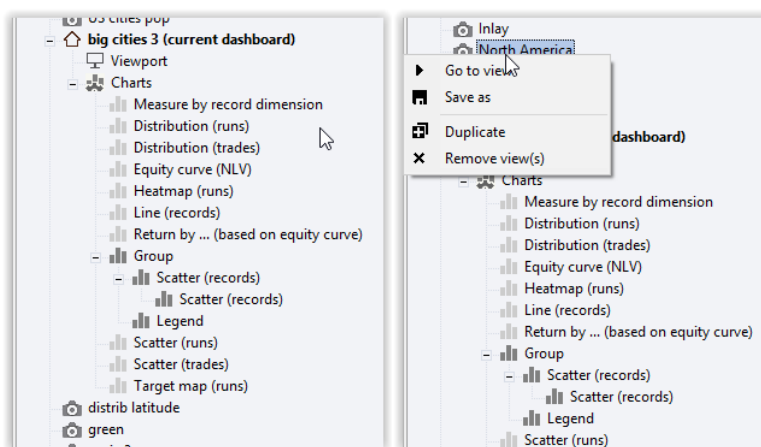 US cities pop
big cities 3 (current dashboard)
Viewport
Charts
Measure by record dimension
Distribution (runs)
Distribution (trades)
Equity curve (NLV)
Heatmap (runs)
Line (records)
Return by ... (based on equity curve)
Group
Scatter (records)
Scatter (records)
Legend
Scatter (runs)
Scatter (trades)
Target map (runs)
distrib latitude
green
Inlay
North America
Go to view
Save as
Duplicate
Remove view(s)
dashboard)
Charts
Measure by record dimension
Distribution (runs)
Distribution (trades)
Equity curve (NLV)
Heatmap (runs)
Line (records)
Return by ... (based on equity curve)
Group
Scatter (records)
Scatter (records)
Legend
Scatter (runs)